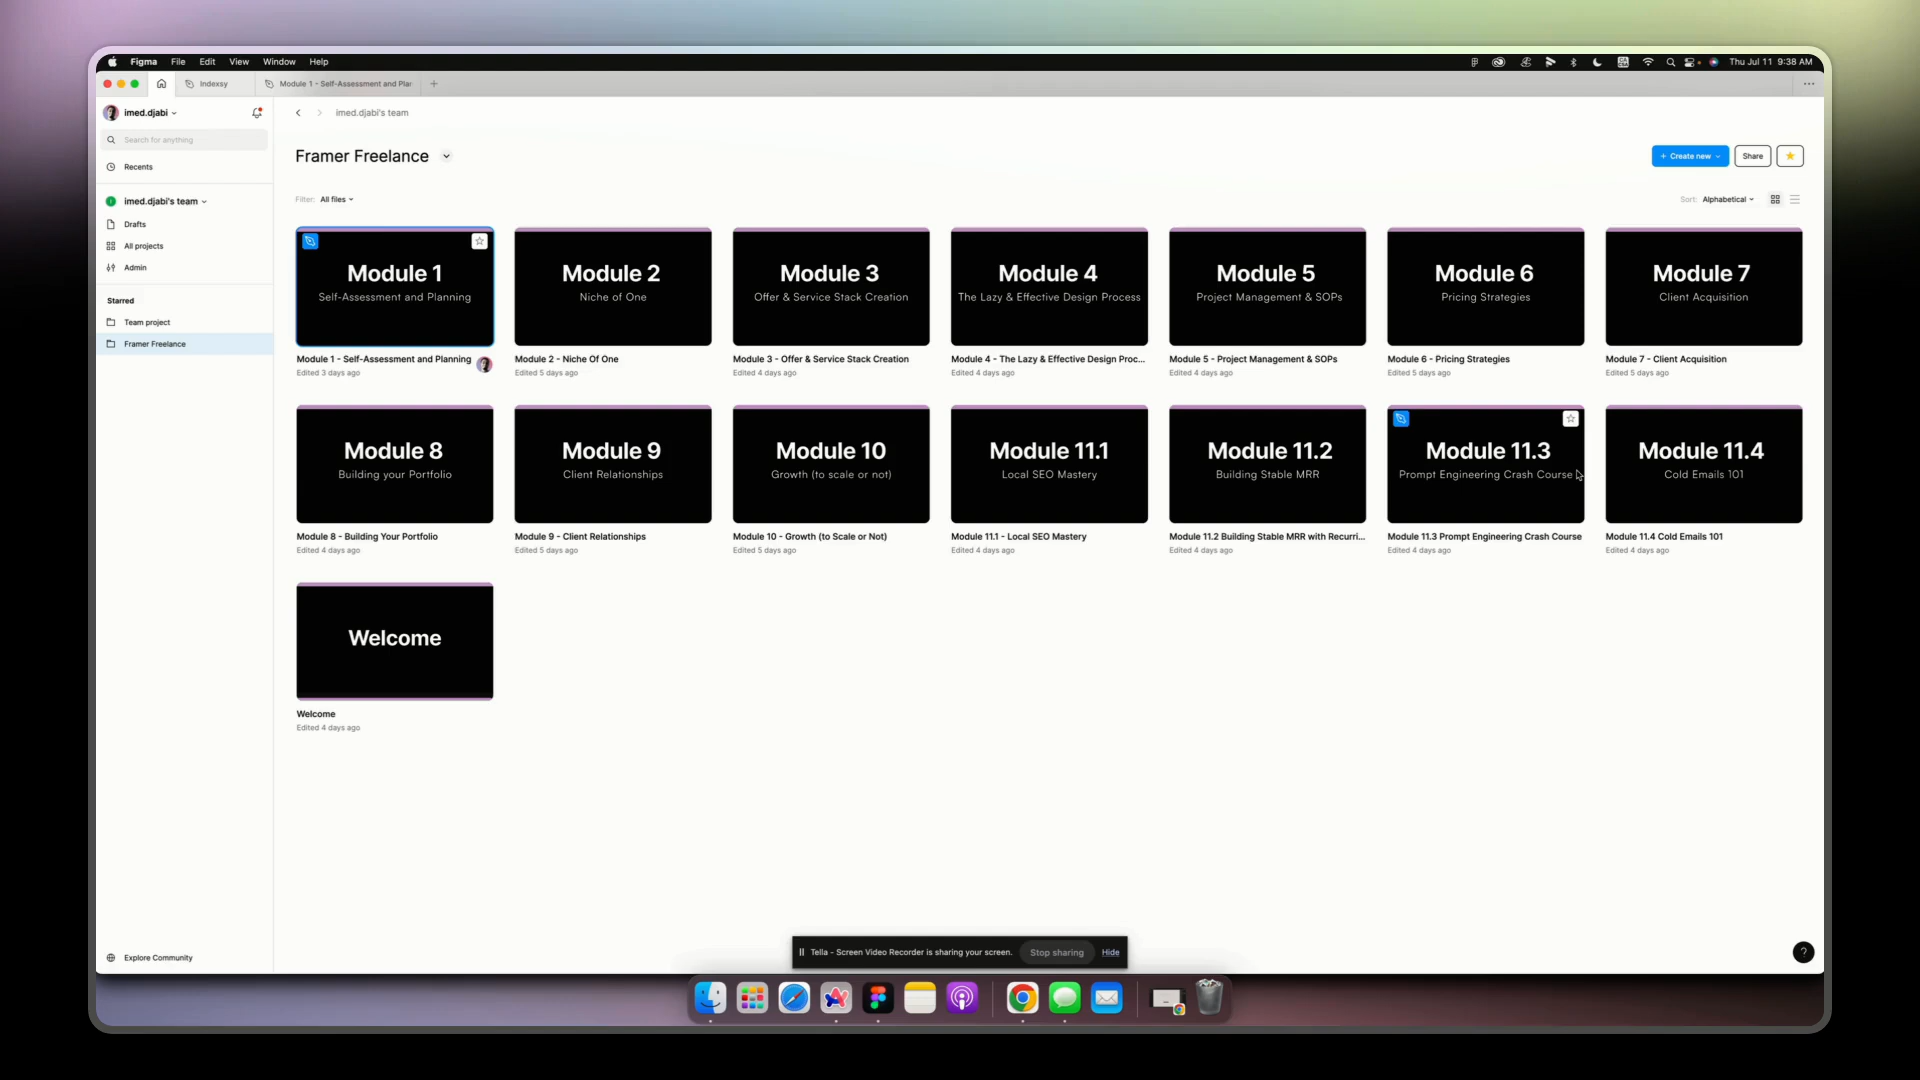 Figma File Edit View Window Help
Thu Jul 11 9:38 AM
Indexsy
Module 1 - Self-Assessment and Plar
imed.djabi
imed.djabi's team
Search for anything
Recents
imed.djabi's team
Drafts
All projects
Admin
Starred
Team project
Framer Freelance
Explore Community
Framer Freelance
+ Create new
Share
Filter: All files
Sort: Alphabetical
Module 1
Self-Assessment and Planning
Module 1 - Self-Assessment and Planning
Edited 3 days ago
Module 2
Niche of One
Module 2 - Niche Of One
Edited 5 days ago
Module 3
Offer & Service Stack Creation
Module 3 - Offer & Service Stack Creation
Edited 4 days ago
Module 4
The Lazy & Effective Design Process
Module 4 - The Lazy & Effective Design Proc...
Edited 4 days ago
Module 5
Project Management & SOPs
Module 5 - Project Management & SOPs
Edited 4 days ago
Module 6
Pricing Strategies
Module 6 - Pricing Strategies
Edited 5 days ago
Module 7
Client Acquisition
Module 7 - Client Acquisition
Edited 5 days ago
Module 8
Building your Portfolio
Module 8 - Building Your Portfolio
Edited 4 days ago
Module 9
Client Relationships
Module 9 - Client Relationships
Edited 5 days ago
Module 10
Growth (to scale or not)
Module 10 - Growth (to Scale or Not)
Edited 5 days ago
Module 11.1
Local SEO Mastery
Module 11.1 - Local SEO Mastery
Edited 4 days ago
Module 11.2
Building Stable MRR
Module 11.2 Building Stable MRR with Recurri...
Edited 4 days ago
Module 11.3
Prompt Engineering Crash Course
Module 11.3 Prompt Engineering Crash Course
Edited 4 days ago
Module 11.4
Cold Emails 101
Module 11.4 Cold Emails 101
Edited 4 days ago
Welcome
Welcome
Edited 4 days ago
Tella - Screen Video Recorder is sharing your screen.
Stop sharing
Hide
?